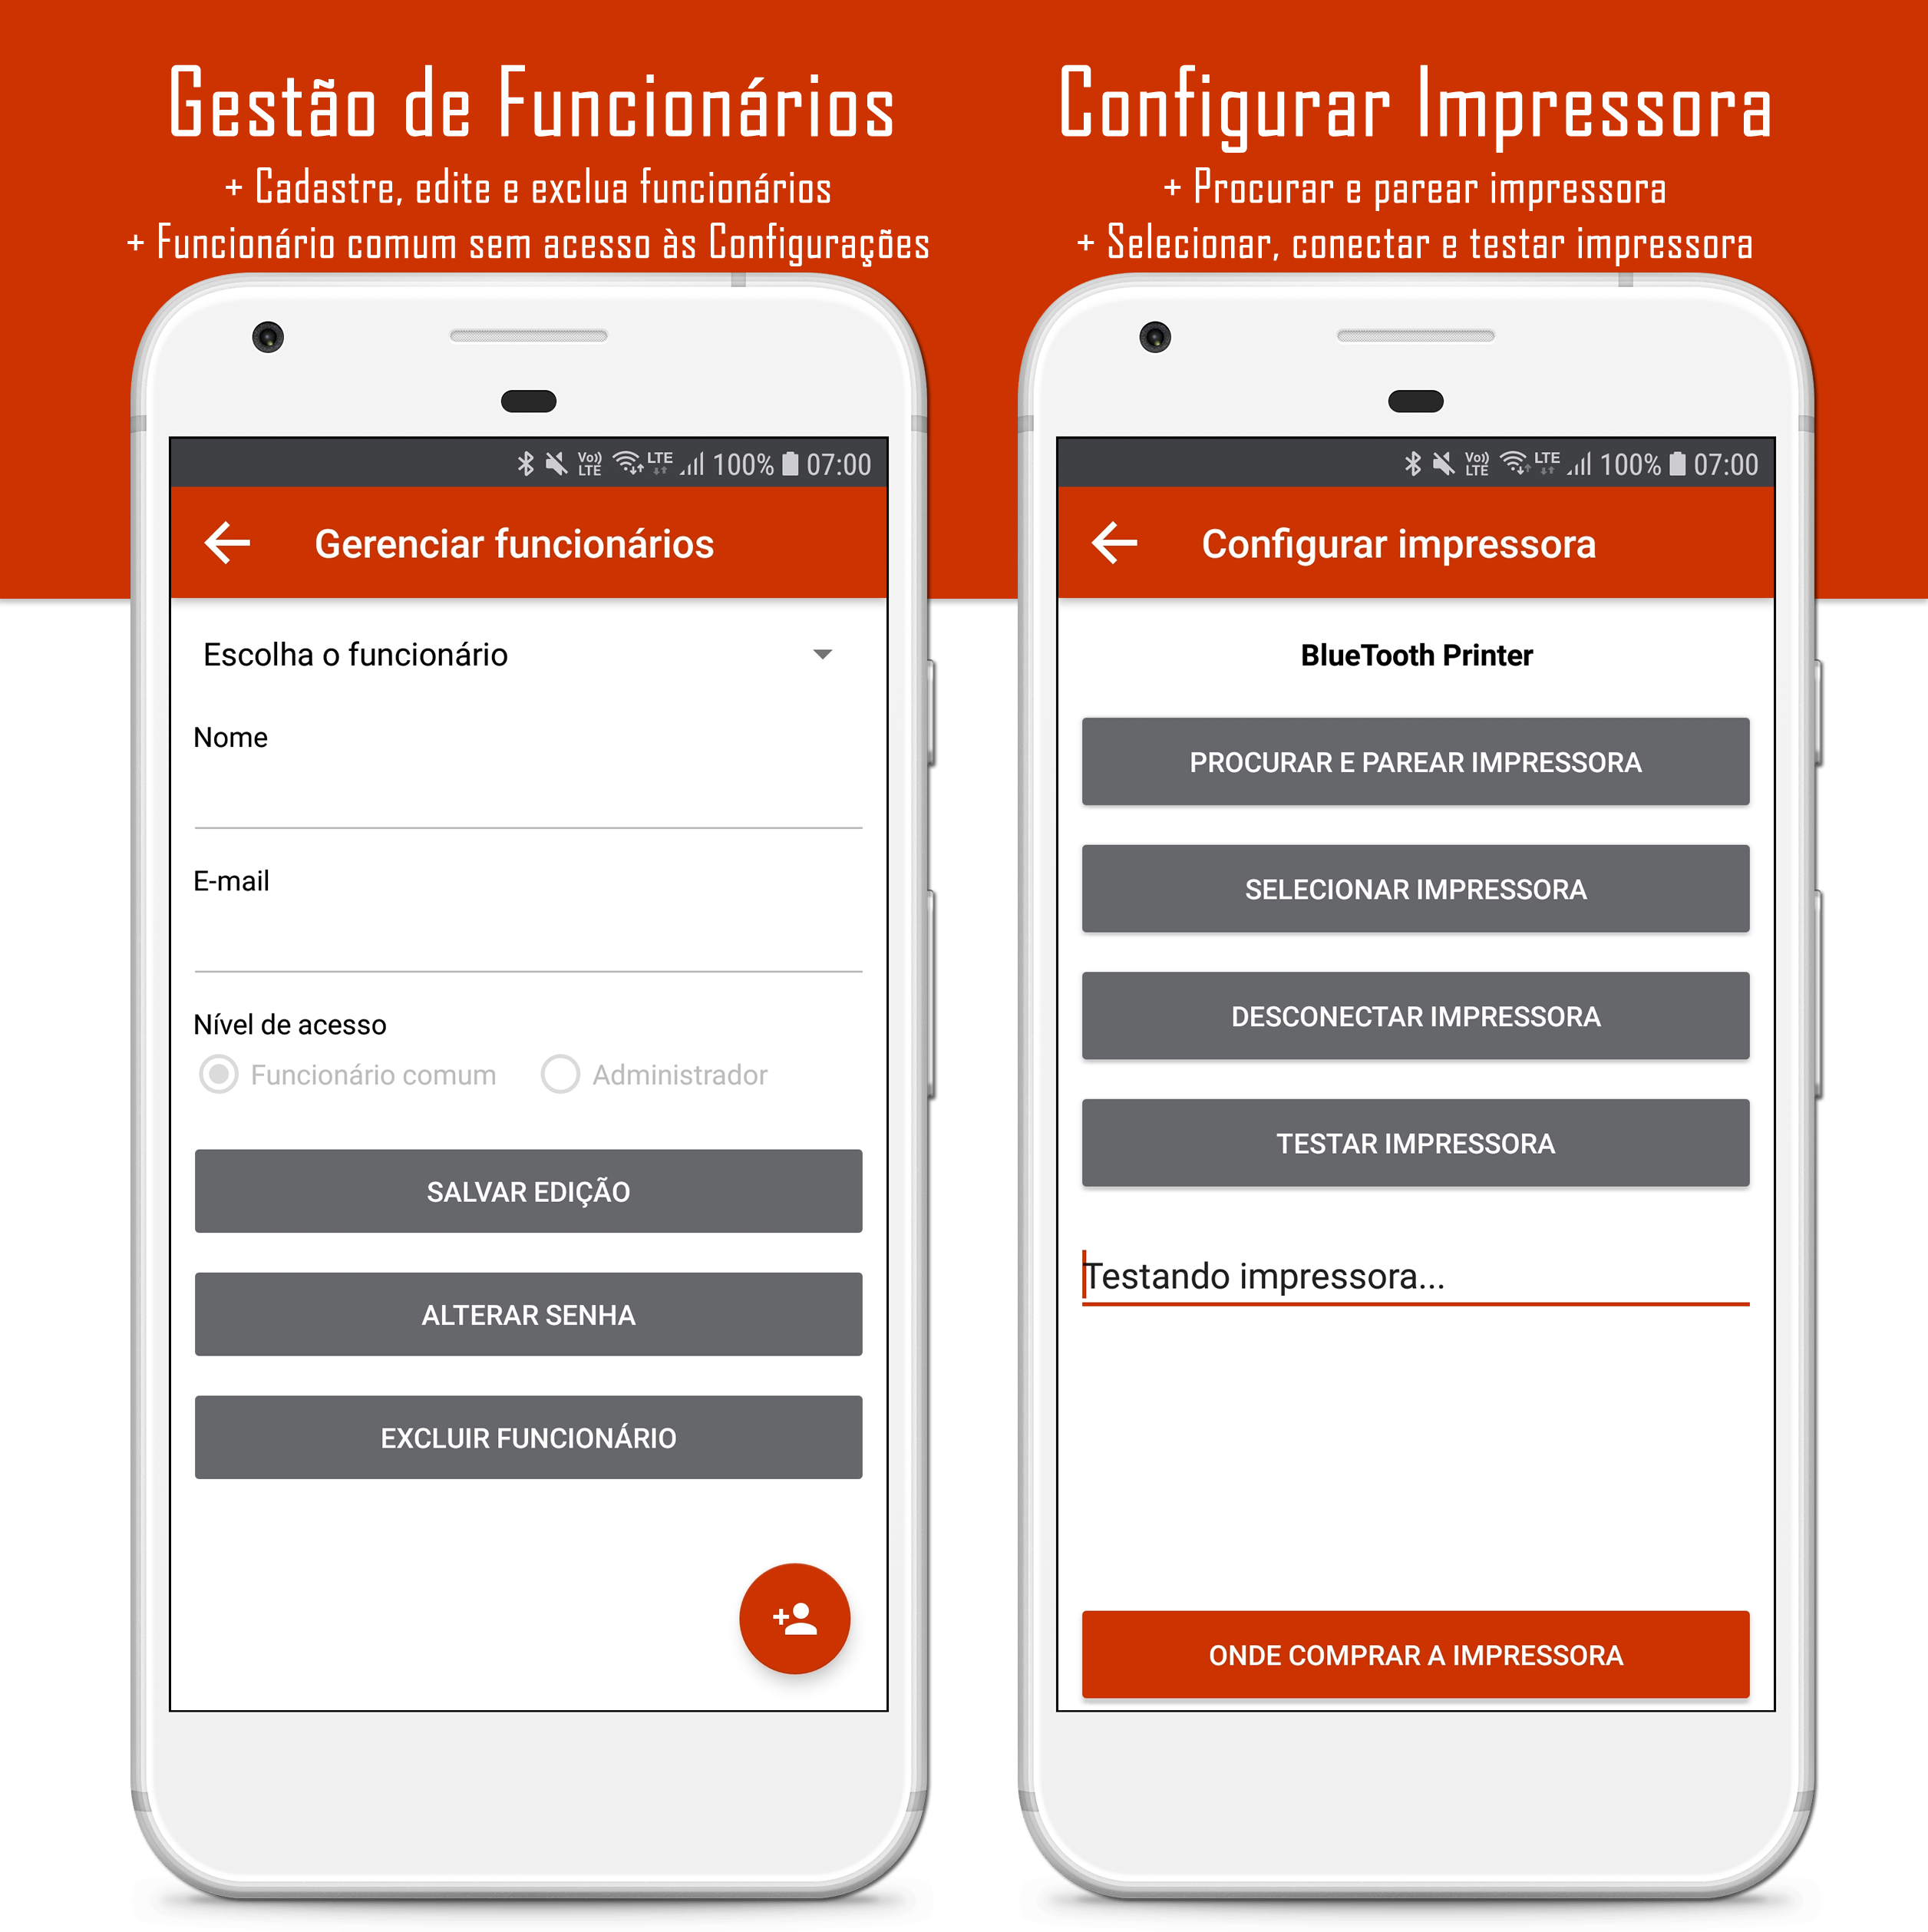 Gestão de Funcionários
+ Cadastre, edite e exclua funcionários
+ Funcionário comum sem acesso às Configurações
Vo)) LTE LTE 100% 07:00
Gerenciar funcionários
Escolha o funcionário
Nome
E-mail
Nível de acesso
Funcionário comum Administrador
SALVAR EDIÇÃO
ALTERAR SENHA
EXCLUIR FUNCIONÁRIO
Configurar Impressora
+ Procurar e parear impressora
+ Selecionar, conectar e testar impressora
Vo)) LTE LTE 100% 07:00
Configurar impressora
BlueTooth Printer
PROCURAR E PAREAR IMPRESSORA
SELECIONAR IMPRESSORA
DESCONECTAR IMPRESSORA
TESTAR IMPRESSORA
Testando impressora...
ONDE COMPRAR A IMPRESSORA